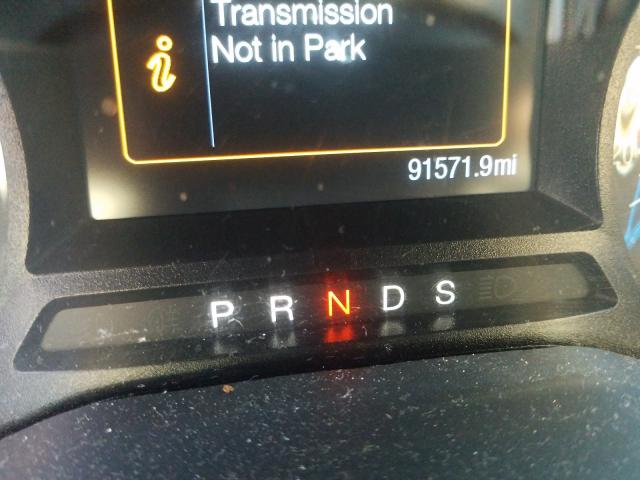 Transmission
Not in Park
91571.9mi
P R N D S